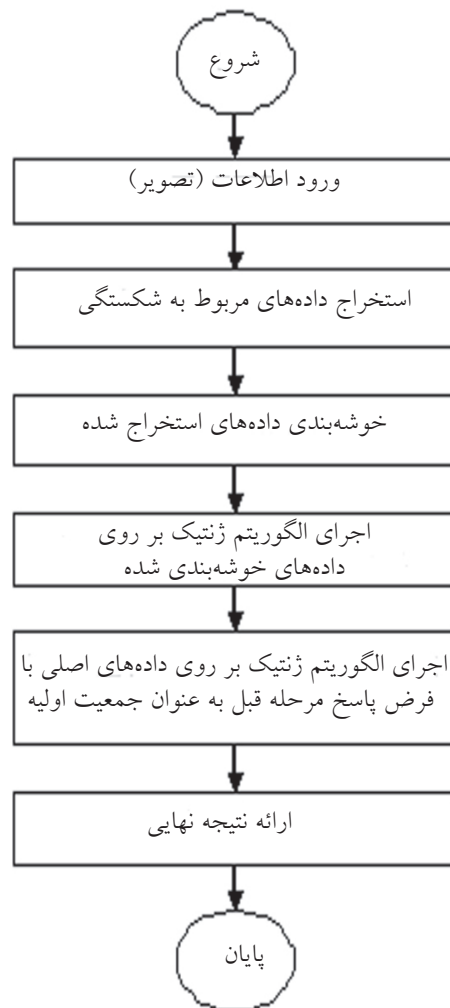 شروع
ورود اطلاعات (تصویر)
استخراج داده‌های مربوط به شکستگی
خوشه‌بندی داده‌های استخراج شده
اجرای الگوریتم ژنتیک بر روی
داده‌های خوشه‌بندی شده
اجرای الگوریتم ژنتیک بر روی داده‌های اصلی با
فرض پاسخ مرحله قبل به عنوان جمعیت اولیه
ارائه نتیجه نهایی
پایان